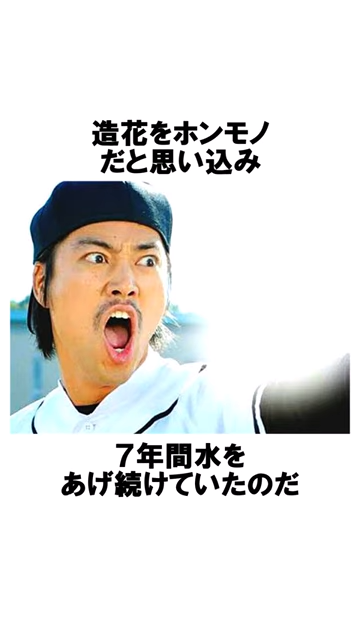 造花をホンモノ
だと思い込み
７年間水を
あげ続けていたのだ